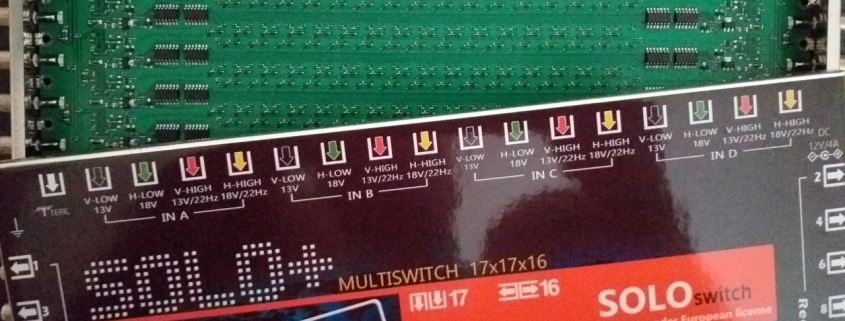 TERR.
V-LOW 13V
H-LOW 18V
V-HIGH 13V/22Hz
H-HIGH 18V/22Hz
IN A
V-LOW 13V
H-LOW 18V
V-HIGH 13V/22Hz
H-HIGH 18V/22Hz
IN B
V-LOW 13V
H-LOW 18V
V-HIGH 13V/22Hz
H-HIGH 18V/22Hz
IN C
V-LOW 13V
H-LOW 18V
V-HIGH 13V/22Hz
H-HIGH 18V/22Hz
IN D
DC
12V/4A
2
4
6
8
1
3
SOLO+
MULTISWITCH 17x17x16
17
16
SOLOswitch
European license